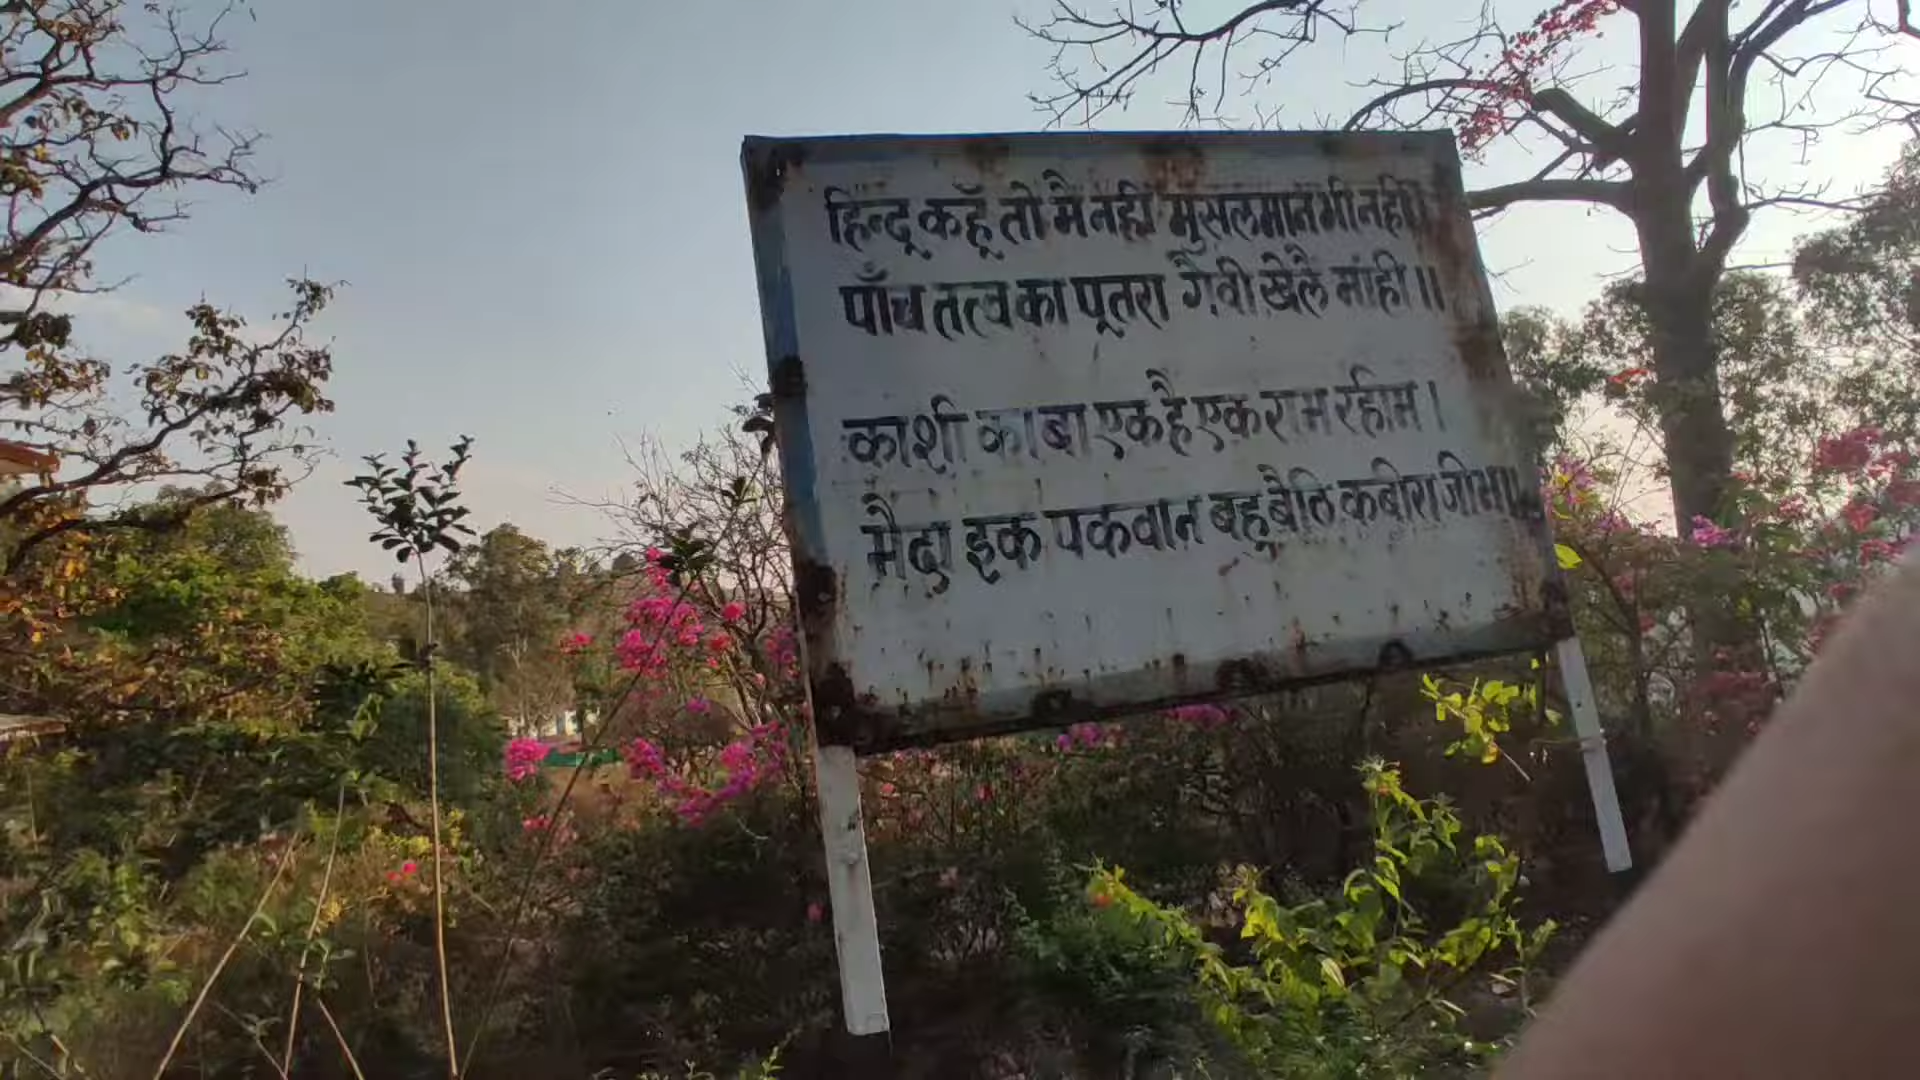 हिन्दू कहूँ तो मै नही मुसलमान भी नही।
पाँच तत्व का पूतरा गैवी खेलै मांही॥
काशी काबा एक है एक राम रहीम।
मैदा इक पकवान बहु बैठि कबीरा जीम॥